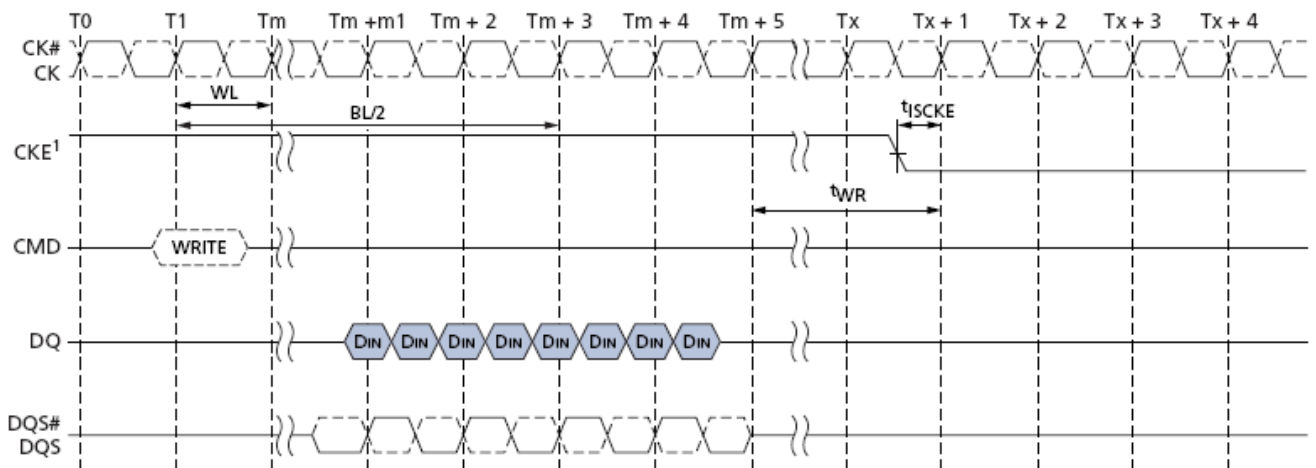 T0 T1 Tm Tm +m1 Tm + 2 Tm + 3 Tm + 4 Tm + 5 Tx Tx + 1 Tx + 2 Tx + 3 Tx + 4
CK#
CK
WL
BL/2
tISCKE
CKE1
tWR
CMD WRITE
DQ DIN DIN DIN DIN DIN DIN DIN DIN
DQS#
DQS